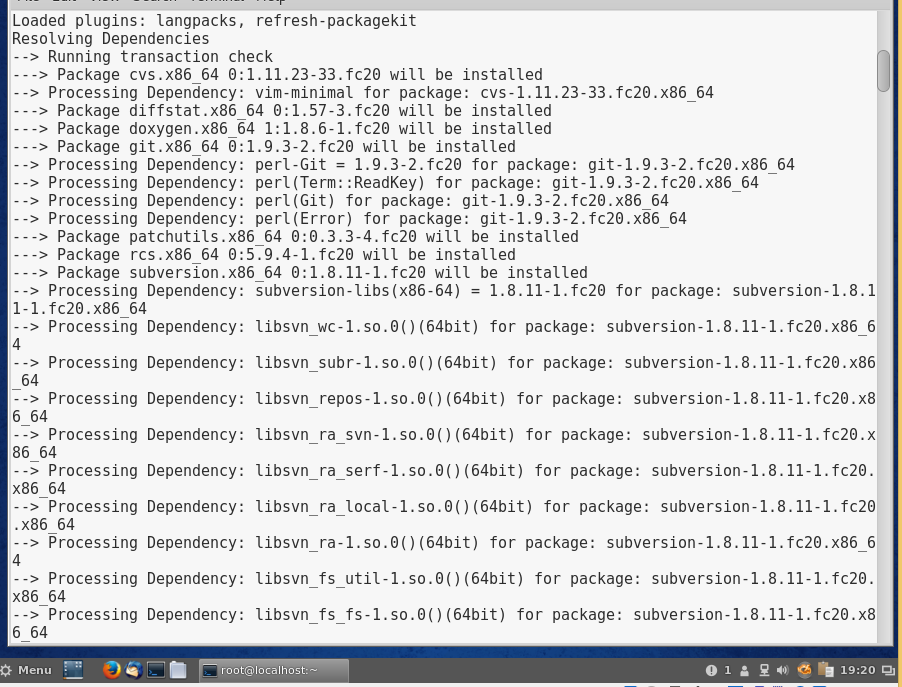 Loaded plugins: langpacks, refresh-packagekit
Resolving Dependencies
--> Running transaction check
---> Package cvs.x86_64 0:1.11.23-33.fc20 will be installed
--> Processing Dependency: vim-minimal for package: cvs-1.11.23-33.fc20.x86_64
---> Package diffstat.x86_64 0:1.57-3.fc20 will be installed
---> Package doxygen.x86_64 1:1.8.6-1.fc20 will be installed
---> Package git.x86_64 0:1.9.3-2.fc20 will be installed
--> Processing Dependency: perl-Git = 1.9.3-2.fc20 for package: git-1.9.3-2.fc20.x86_64
--> Processing Dependency: perl(Term::ReadKey) for package: git-1.9.3-2.fc20.x86_64
--> Processing Dependency: perl(Git) for package: git-1.9.3-2.fc20.x86_64
--> Processing Dependency: perl(Error) for package: git-1.9.3-2.fc20.x86_64
---> Package patchutils.x86_64 0:0.3.3-4.fc20 will be installed
---> Package rcs.x86_64 0:5.9.4-1.fc20 will be installed
---> Package subversion.x86_64 0:1.8.11-1.fc20 will be installed
--> Processing Dependency: subversion-libs(x86-64) = 1.8.11-1.fc20 for package: subversion-1.8.1
1-1.fc20.x86_64
--> Processing Dependency: libsvn_wc-1.so.0()(64bit) for package: subversion-1.8.11-1.fc20.x86_6
4
--> Processing Dependency: libsvn_subr-1.so.0()(64bit) for package: subversion-1.8.11-1.fc20.x86
_64
--> Processing Dependency: libsvn_repos-1.so.0()(64bit) for package: subversion-1.8.11-1.fc20.x8
6_64
--> Processing Dependency: libsvn_ra_svn-1.so.0()(64bit) for package: subversion-1.8.11-1.fc20.x
86_64
--> Processing Dependency: libsvn_ra_serf-1.so.0()(64bit) for package: subversion-1.8.11-1.fc20.
x86_64
--> Processing Dependency: libsvn_ra_local-1.so.0()(64bit) for package: subversion-1.8.11-1.fc20
.x86_64
--> Processing Dependency: libsvn_ra-1.so.0()(64bit) for package: subversion-1.8.11-1.fc20.x86_6
4
--> Processing Dependency: libsvn_fs_util-1.so.0()(64bit) for package: subversion-1.8.11-1.fc20.
x86_64
--> Processing Dependency: libsvn_fs_fs-1.so.0()(64bit) for package: subversion-1.8.11-1.fc20.x8
6_64
Menu root@localhost:~ 1 19:20